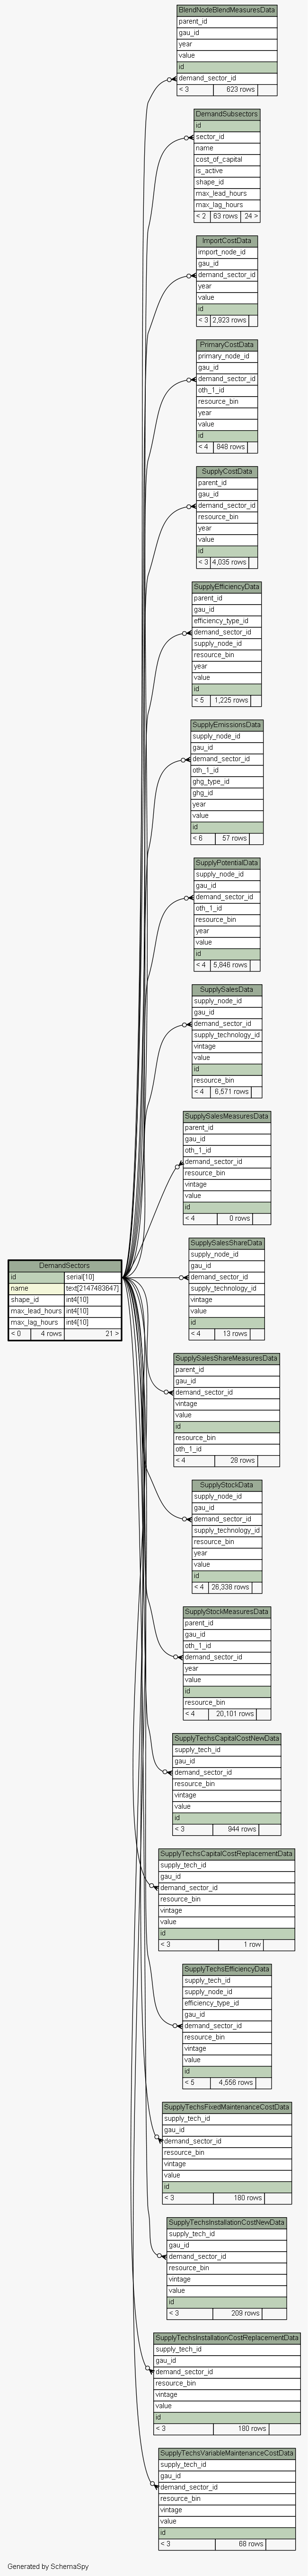 BlendNodeBlendMeasuresData
parent_id
gau_id
year
value
id
demand_sector_id
< 3 623 rows
DemandSubsectors
id
sector_id
name
cost_of_capital
is_active
shape_id
max_lead_hours
max_lag_hours
< 2 63 rows 24 >
ImportCostData
import_node_id
gau_id
demand_sector_id
year
value
id
< 3 2,923 rows
PrimaryCostData
primary_node_id
gau_id
demand_sector_id
oth_1_id
resource_bin
year
value
id
< 4 848 rows
SupplyCostData
parent_id
gau_id
demand_sector_id
resource_bin
year
value
id
< 3 4,035 rows
SupplyEfficiencyData
parent_id
gau_id
efficiency_type_id
demand_sector_id
supply_node_id
resource_bin
year
value
id
< 5 1,225 rows
SupplyEmissionsData
supply_node_id
gau_id
demand_sector_id
oth_1_id
ghg_type_id
ghg_id
year
value
id
< 6 57 rows
SupplyPotentialData
supply_node_id
gau_id
demand_sector_id
oth_1_id
resource_bin
year
value
id
< 4 5,846 rows
SupplySalesData
supply_node_id
gau_id
demand_sector_id
supply_technology_id
vintage
value
id
resource_bin
< 4 6,571 rows
SupplySalesMeasuresData
parent_id
gau_id
oth_1_id
demand_sector_id
resource_bin
vintage
value
id
< 4 0 rows
DemandSectors
id serial[10]
name text[2147483647]
shape_id int4[10]
max_lead_hours int4[10]
max_lag_hours int4[10]
< 0 4 rows 21 >
SupplySalesShareData
supply_node_id
gau_id
demand_sector_id
supply_technology_id
vintage
value
id
< 4 13 rows
SupplySalesShareMeasuresData
parent_id
gau_id
demand_sector_id
vintage
value
id
resource_bin
oth_1_id
< 4 28 rows
SupplyStockData
supply_node_id
gau_id
demand_sector_id
supply_technology_id
resource_bin
year
value
id
< 4 26,338 rows
SupplyStockMeasuresData
parent_id
gau_id
oth_1_id
demand_sector_id
year
value
id
resource_bin
< 4 20,101 rows
SupplyTechsCapitalCostNewData
supply_tech_id
gau_id
demand_sector_id
resource_bin
vintage
value
id
< 3 944 rows
SupplyTechsCapitalCostReplacementData
supply_tech_id
gau_id
demand_sector_id
resource_bin
vintage
value
id
< 3 1 row
SupplyTechsEfficiencyData
supply_tech_id
supply_node_id
efficiency_type_id
gau_id
demand_sector_id
resource_bin
vintage
value
id
< 5 4,556 rows
SupplyTechsFixedMaintenanceCostData
supply_tech_id
gau_id
demand_sector_id
resource_bin
vintage
value
id
< 3 180 rows
SupplyTechsInstallationCostNewData
supply_tech_id
gau_id
demand_sector_id
resource_bin
vintage
value
id
< 3 209 rows
SupplyTechsInstallationCostReplacementData
supply_tech_id
gau_id
demand_sector_id
resource_bin
vintage
value
id
< 3 180 rows
SupplyTechsVariableMaintenanceCostData
supply_tech_id
gau_id
demand_sector_id
resource_bin
vintage
value
id
< 3 68 rows
Generated by SchemaSpy